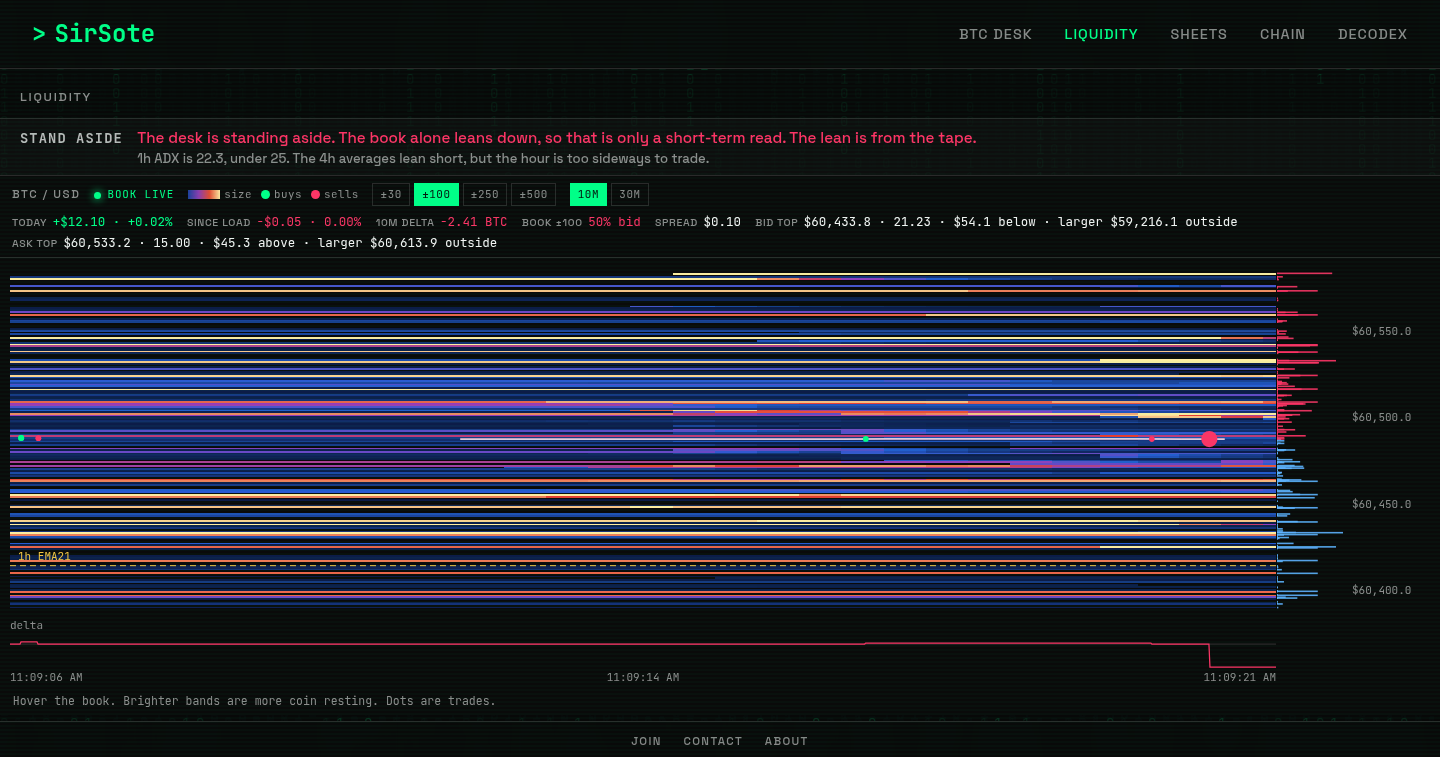 > SirSote
BTC DESK LIQUIDITY SHEETS CHAIN DECODEX
LIQUIDITY
STAND ASIDE The desk is standing aside. The book alone leans down, so that is only a short-term read. The lean is from the tape.
1h ADX is 22.3, under 25. The 4h averages lean short, but the hour is too sideways to trade.
BTC / USD BOOK LIVE size buys sells ±30 ±100 ±250 ±500 10M 30M
TODAY +$12.10 · +0.02% SINCE LOAD -$0.05 · 0.00% 10M DELTA -2.41 BTC BOOK ±100 50% bid SPREAD $0.10 BID TOP $60,433.8 · 21.23 · $54.1 below · larger $59,216.1 outside
ASK TOP $60,533.2 · 15.00 · $45.3 above · larger $60,613.9 outside
$60,550.0
$60,500.0
$60,450.0
1h EMA21
$60,400.0
delta
11:09:06 AM 11:09:14 AM 11:09:21 AM
Hover the book. Brighter bands are more coin resting. Dots are trades.
JOIN CONTACT ABOUT